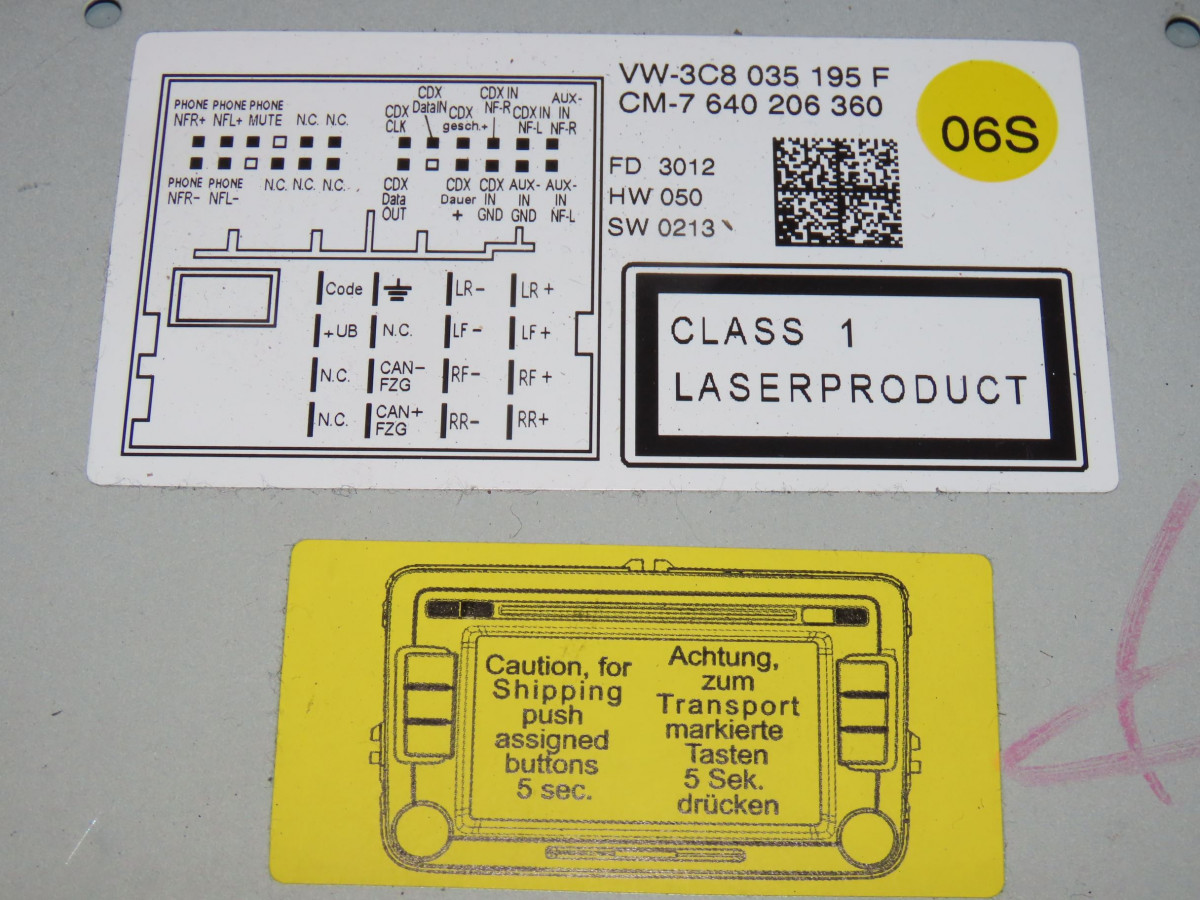 VW-3C8 035 195 F
CM-7 640 206 360
06S
FD 3012
HW 050
SW 0213
CLASS 1
LASERPRODUCT
PHONE NFR+
PHONE NFL+
PHONE MUTE
N.C.
N.C.
CDX CLK
CDX DataIN
CDX gesch.+
CDX IN NF-R
CDX IN NF-L
AUX-IN NF-R
PHONE NFR-
PHONE NFL-
N.C.
N.C.
N.C.
CDX Data OUT
CDX Dauer +
CDX IN GND
AUX-IN GND
AUX-IN NF-L
Code
LR-
LR+
+UB
N.C.
LF-
LF+
N.C.
CAN- FZG
RF-
RF+
N.C.
CAN+ FZG
RR-
RR+
Caution, for
Shipping
push
assigned
buttons
5 sec.
Achtung,
zum
Transport
markierte
Tasten
5 Sek.
drücken